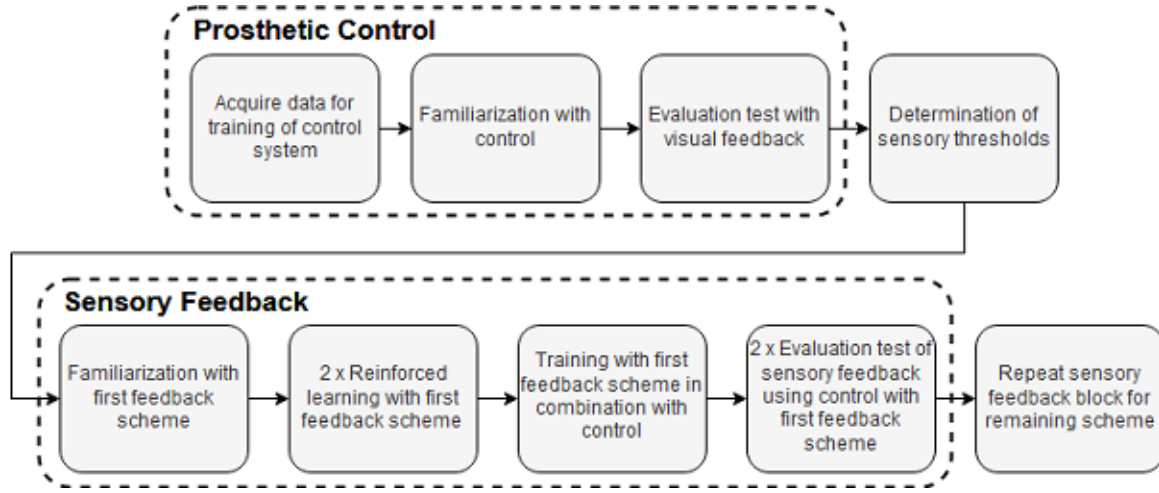 Prosthetic Control
Acquire data for
training of control
system
Familiarization with
control
Evaluation test with
visual feedback
Determination of
sensory thresholds
Sensory Feedback
Familiarization with
first feedback
scheme
2 x Reinforced
learning with first
feedback scheme
Training with first
feedback scheme in
combination with
control
2 x Evaluation test of
sensory feedback
using control with
first feedback
scheme
Repeat sensory
feedback block for
remaining scheme